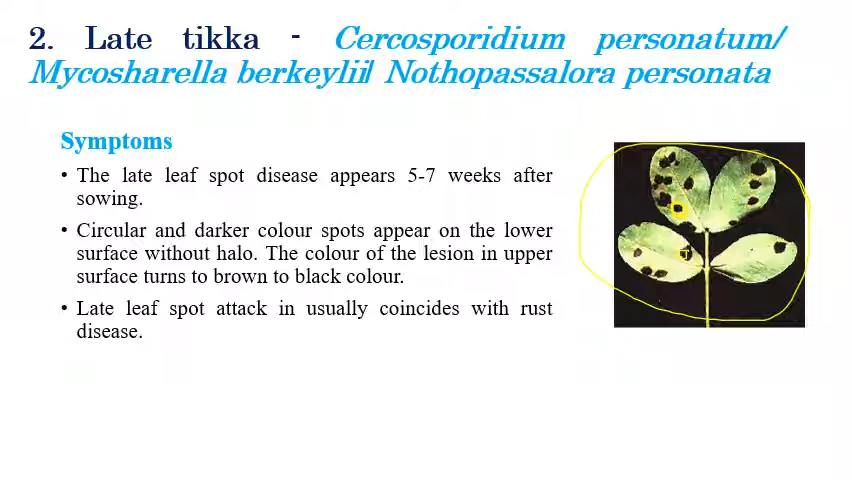 2. Late tikka - Cercosporidium personatum/
Mycosharella berkeylii/ Nothopassalora personata
Symptoms
• The late leaf spot disease appears 5-7 weeks after
sowing.
• Circular and darker colour spots appear on the lower
surface without halo. The colour of the lesion in upper
surface turns to brown to black colour.
• Late leaf spot attack in usually coincides with rust
disease.